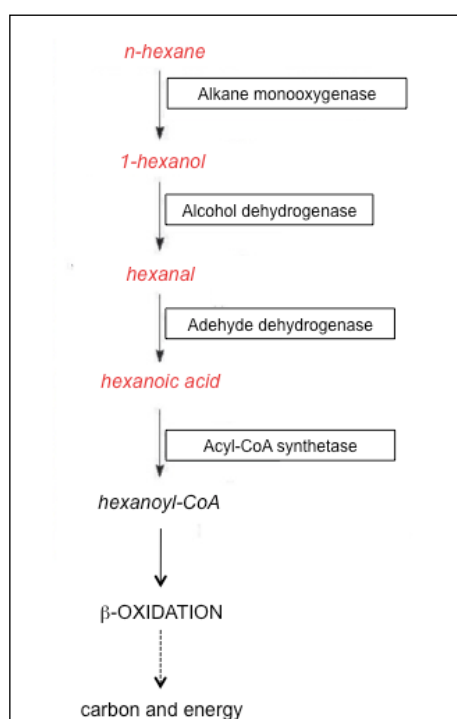 n-hexane
Alkane monooxygenase
1-hexanol
Alcohol dehydrogenase
hexanal
Adehyde dehydrogenase
hexanoic acid
Acyl-CoA synthetase
hexanoyl-CoA
β-OXIDATION
carbon and energy